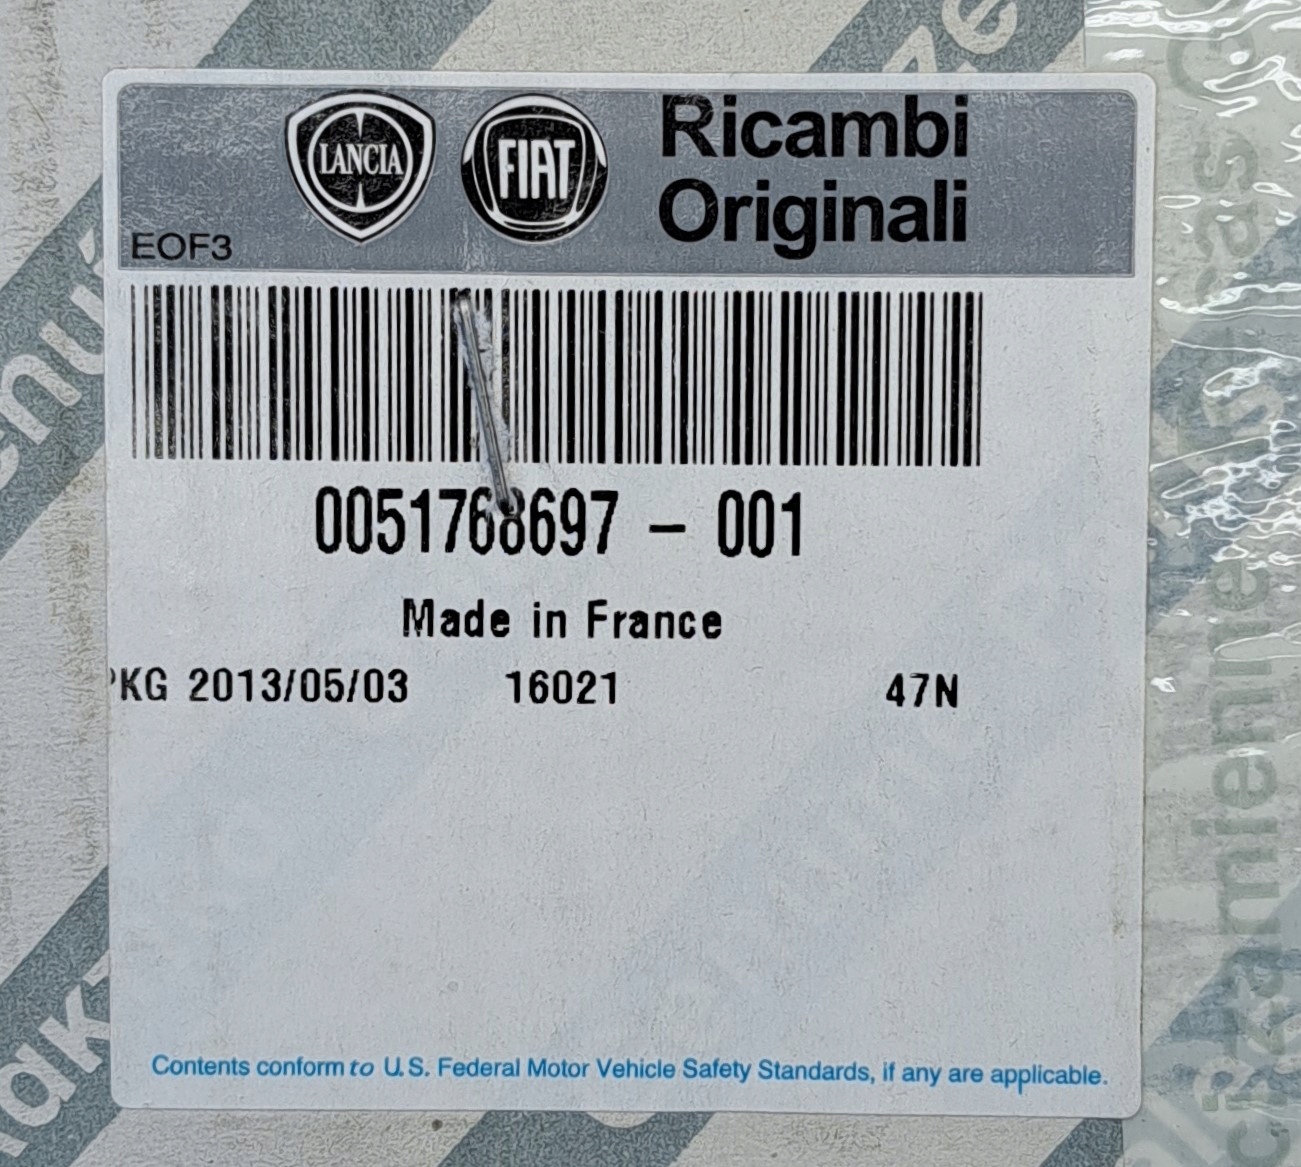 LANCIA FIAT Ricambi
Originali
EOF3
0051768697 - 001
Made in France
PKG 2013/05/03 16021 47N
Contents conform to U.S. Federal Motor Vehicle Safety Standards, if any are applicable.